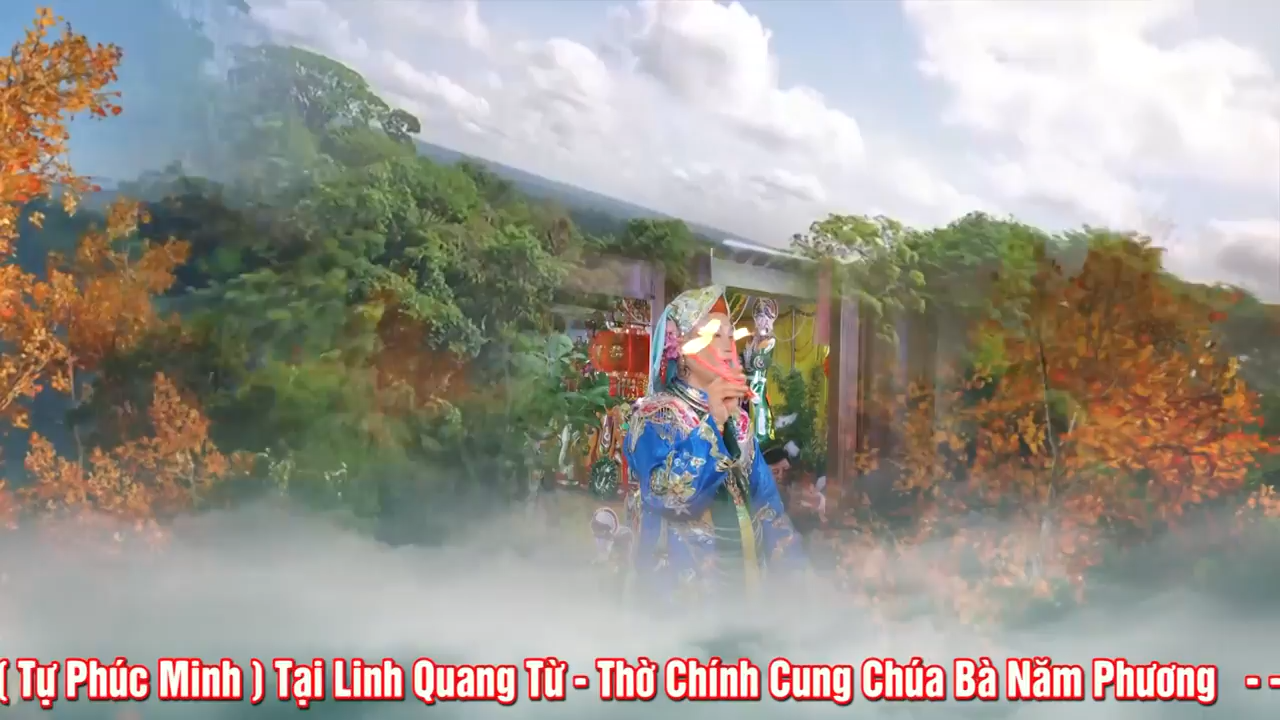 ( Tự Phúc Minh ) Tại Linh Quang Từ - Thờ Chính Cung Chúa Bà Năm Phương - -